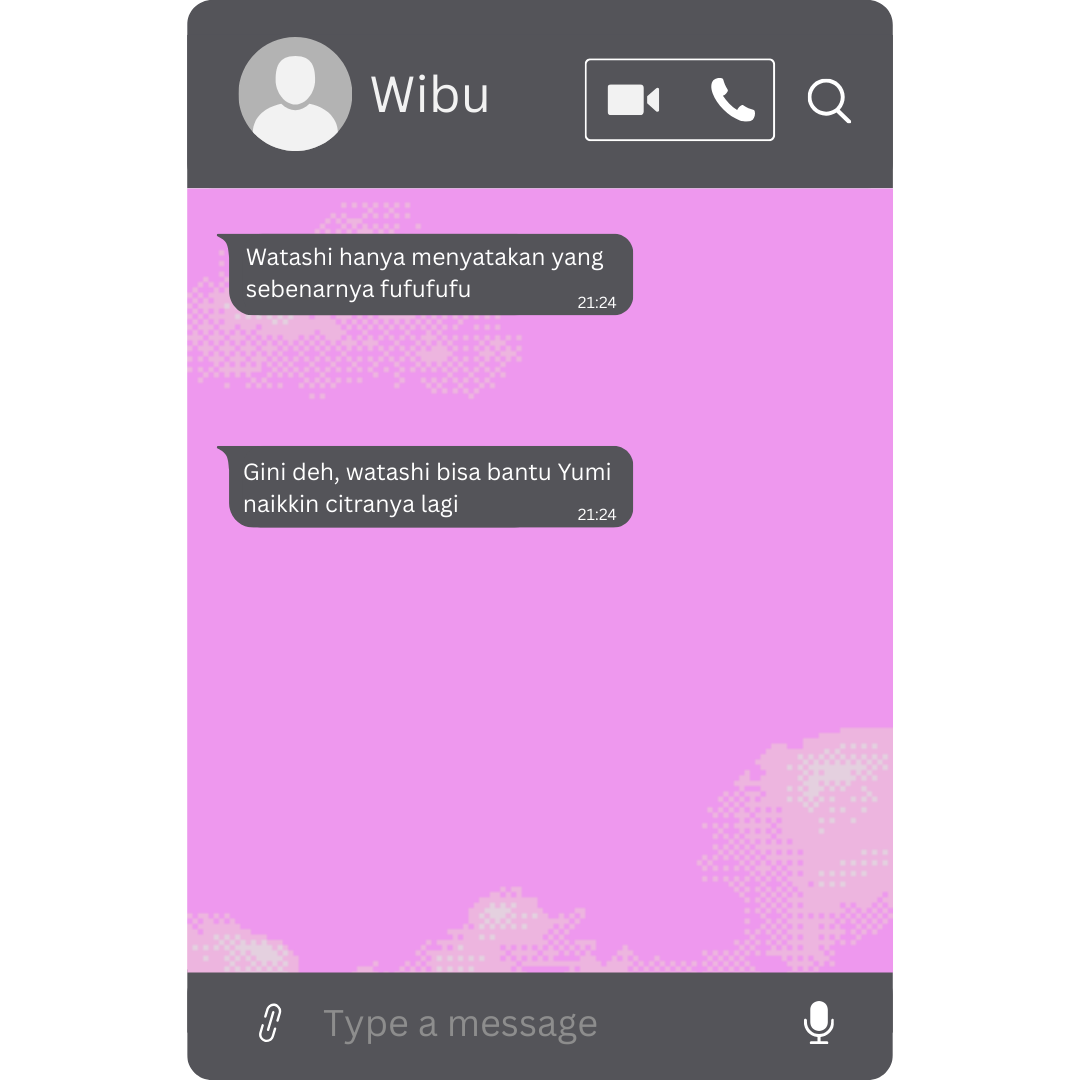 Wibu
Watashi hanya menyatakan yang
sebenarnya fufufufu
21:24
Gini deh, watashi bisa bantu Yumi
naikkin citranya lagi
21:24
Type a message